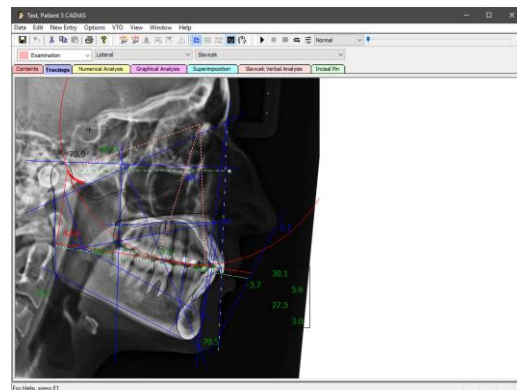 Test, Patient 3 CADIAS
Data Edit New Entry Options VTO View Window Help
Normal
Examination Lateral Slavicek
Contents Tracings Numerical Analysis Graphical Analysis Superimposition Slavicek Verbal Analysis Incisal Pin
70.9
30.1
-3.7
5.6
27.5
3.0
70.5
For Help, press F1